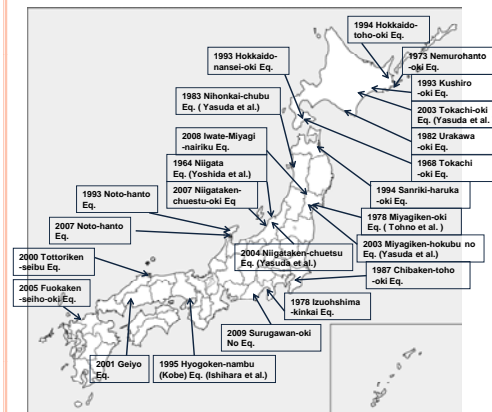 1994 Hokkaido-
toho-oki Eq.
1993 Hokkaido-
nansei-oki Eq.
1973 Nemurohanto
-oki Eq.
1993 Kushiro
-oki Eq.
1983 Nihonkai-chubu
Eq. ( Yasuda et al.)
2003 Tokachi-oki
Eq. (Yasuda et al.
2008 Iwate-Miyagi
-nairiku Eq.
1982 Urakawa
-oki Eq.
1964 Niigata
Eq. (Yoshida et al.)
1968 Tokachi
-oki Eq.
1993 Noto-hanto
Eq.
2007 Niigataken-
chuestu-oki Eq
1994 Sanriki-haruka
-oki Eq.
2007 Noto-hanto
Eq.
1978 Miyagiken-oki
Eq. ( Tohno et al.)
2000 Tottoriken
-seibu Eq.
2004 Niigataken-chuetsu
Eq. (Yasuda et al.)
2003 Miyagiken-hokubu no
Eq. (Yasuda et al.)
2005 Fuokaken
-seiho-oki Eq.
1987 Chibaken-toho
-oki Eq.
1978 Izuohshima
-kinkai Eq.
2009 Surugawan-oki
No Eq.
2001 Geiyo
Eq.
1995 Hyogoken-nambu
(Kobe) Eq. (Ishihara et al.)